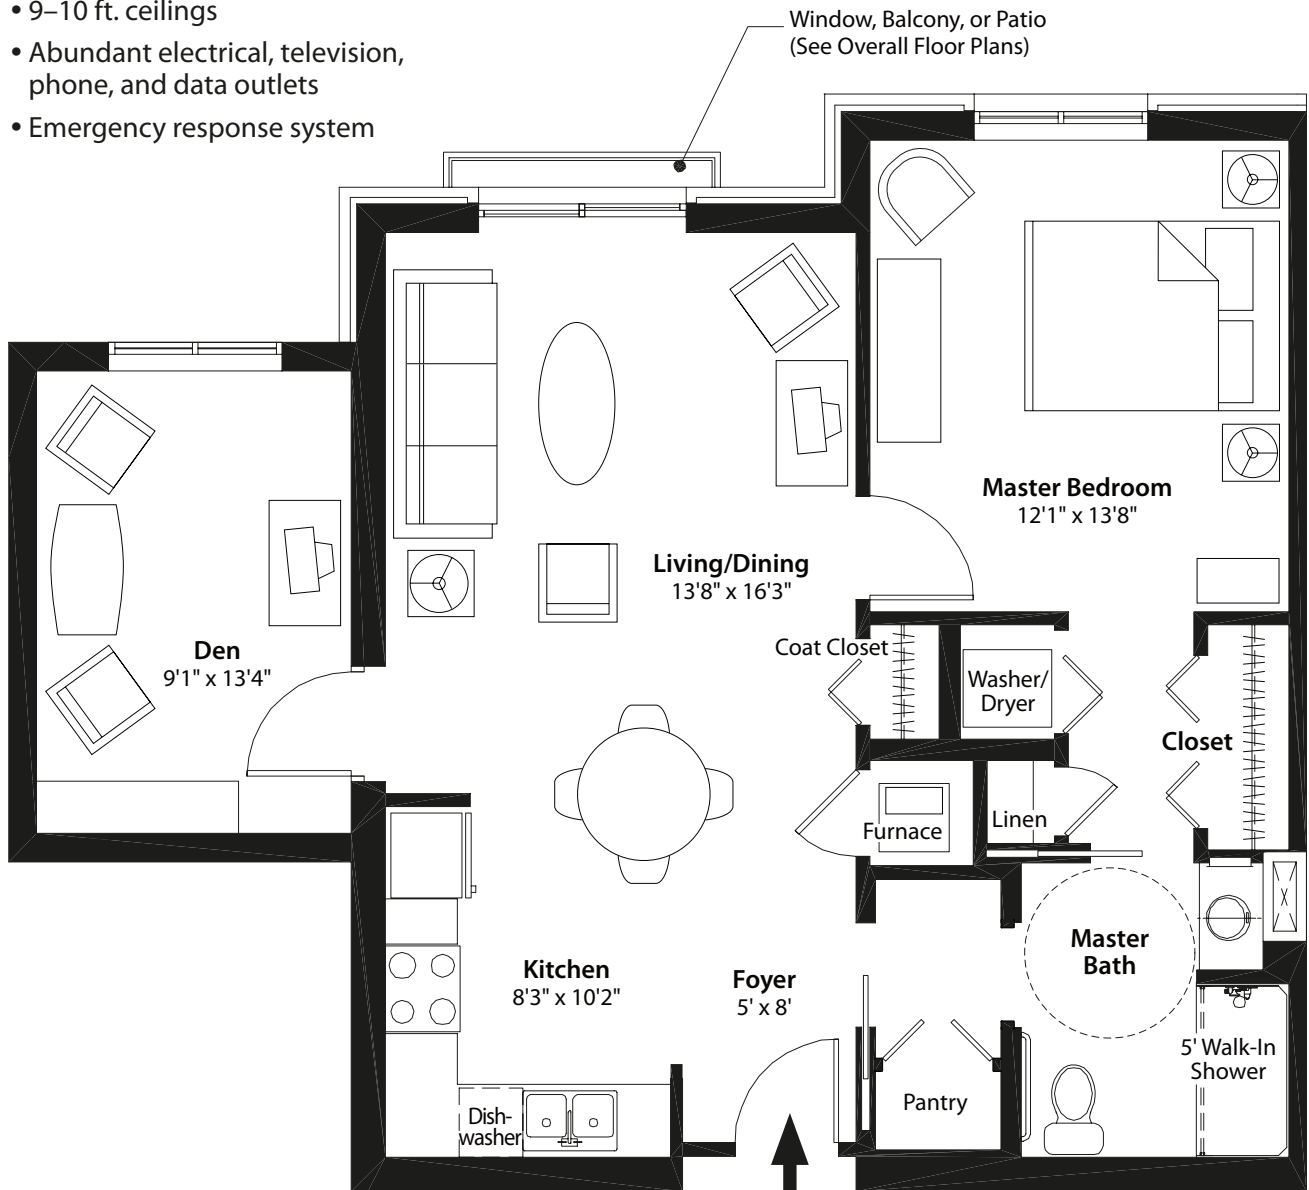 • 9–10 ft. ceilings
• Abundant electrical, television,
phone, and data outlets
• Emergency response system
Window, Balcony, or Patio
(See Overall Floor Plans)
Master Bedroom
12'1" x 13'8"
Living/Dining
13'8" x 16'3"
Den
9'1" x 13'4"
Coat Closet
Washer/
Dryer
Closet
Furnace
Linen
Master
Bath
Kitchen
8'3" x 10'2"
Foyer
5' x 8'
5' Walk-In
Shower
Pantry
Dish-
washer